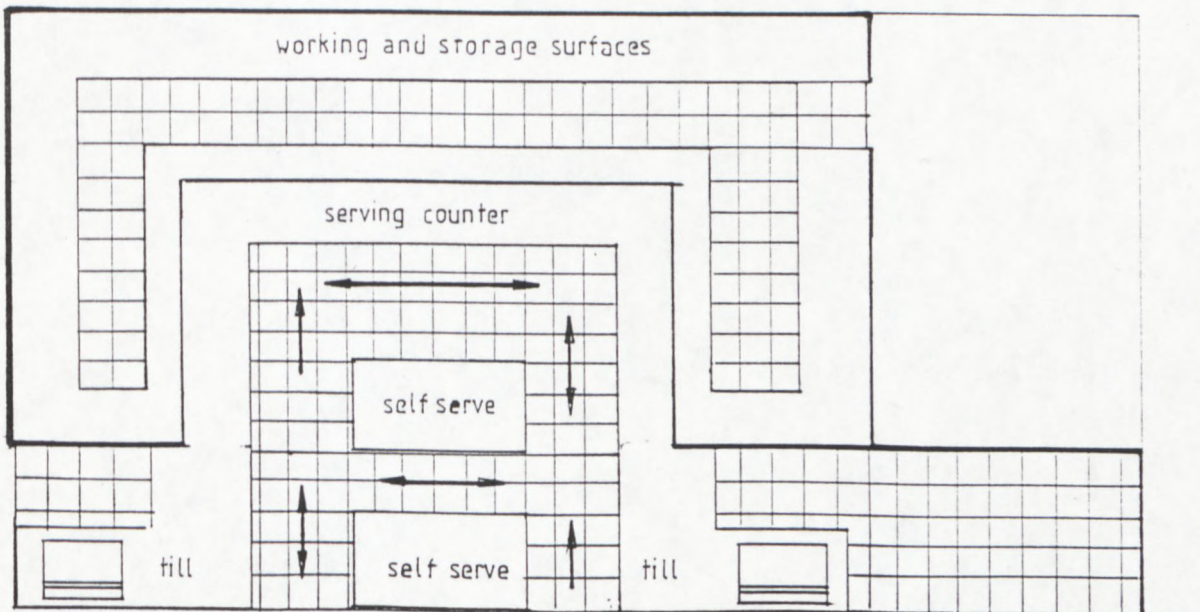 working and storage surfaces
serving counter
self serve
till
self serve
till